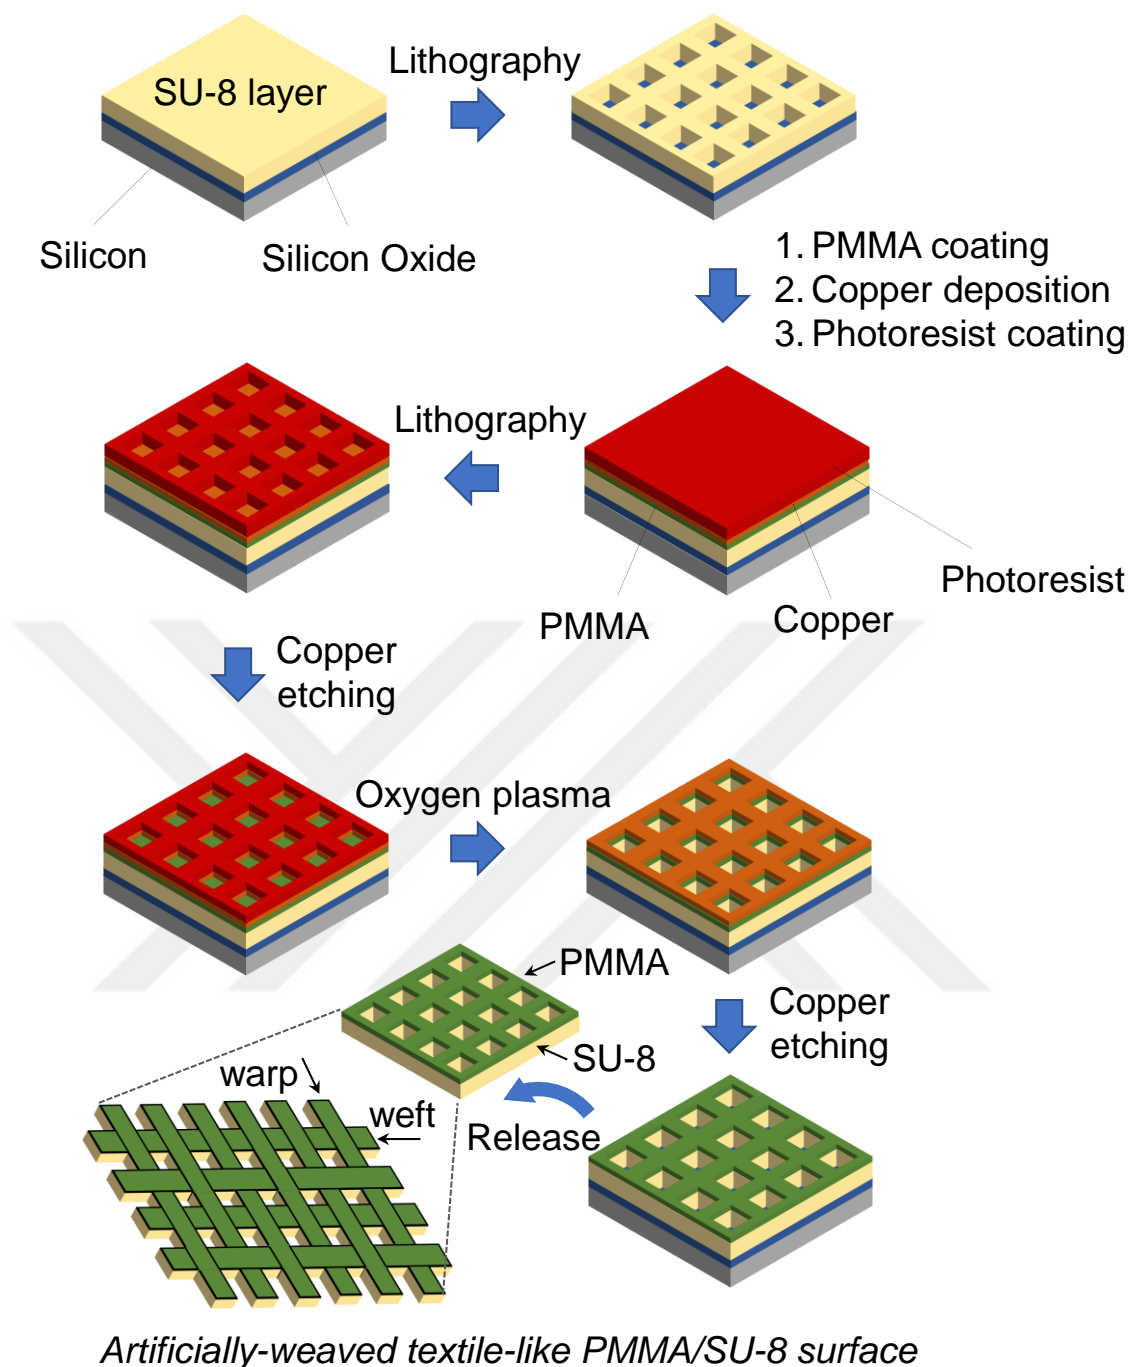 SU-8 layer
Lithography
Silicon
Silicon Oxide
1. PMMA coating
2. Copper deposition
3. Photoresist coating
Lithography
Photoresist
PMMA
Copper
Copper
etching
Oxygen plasma
PMMA
Copper
etching
SU-8
warp
weft
Release
Artificially-weaved textile-like PMMA/SU-8 surface